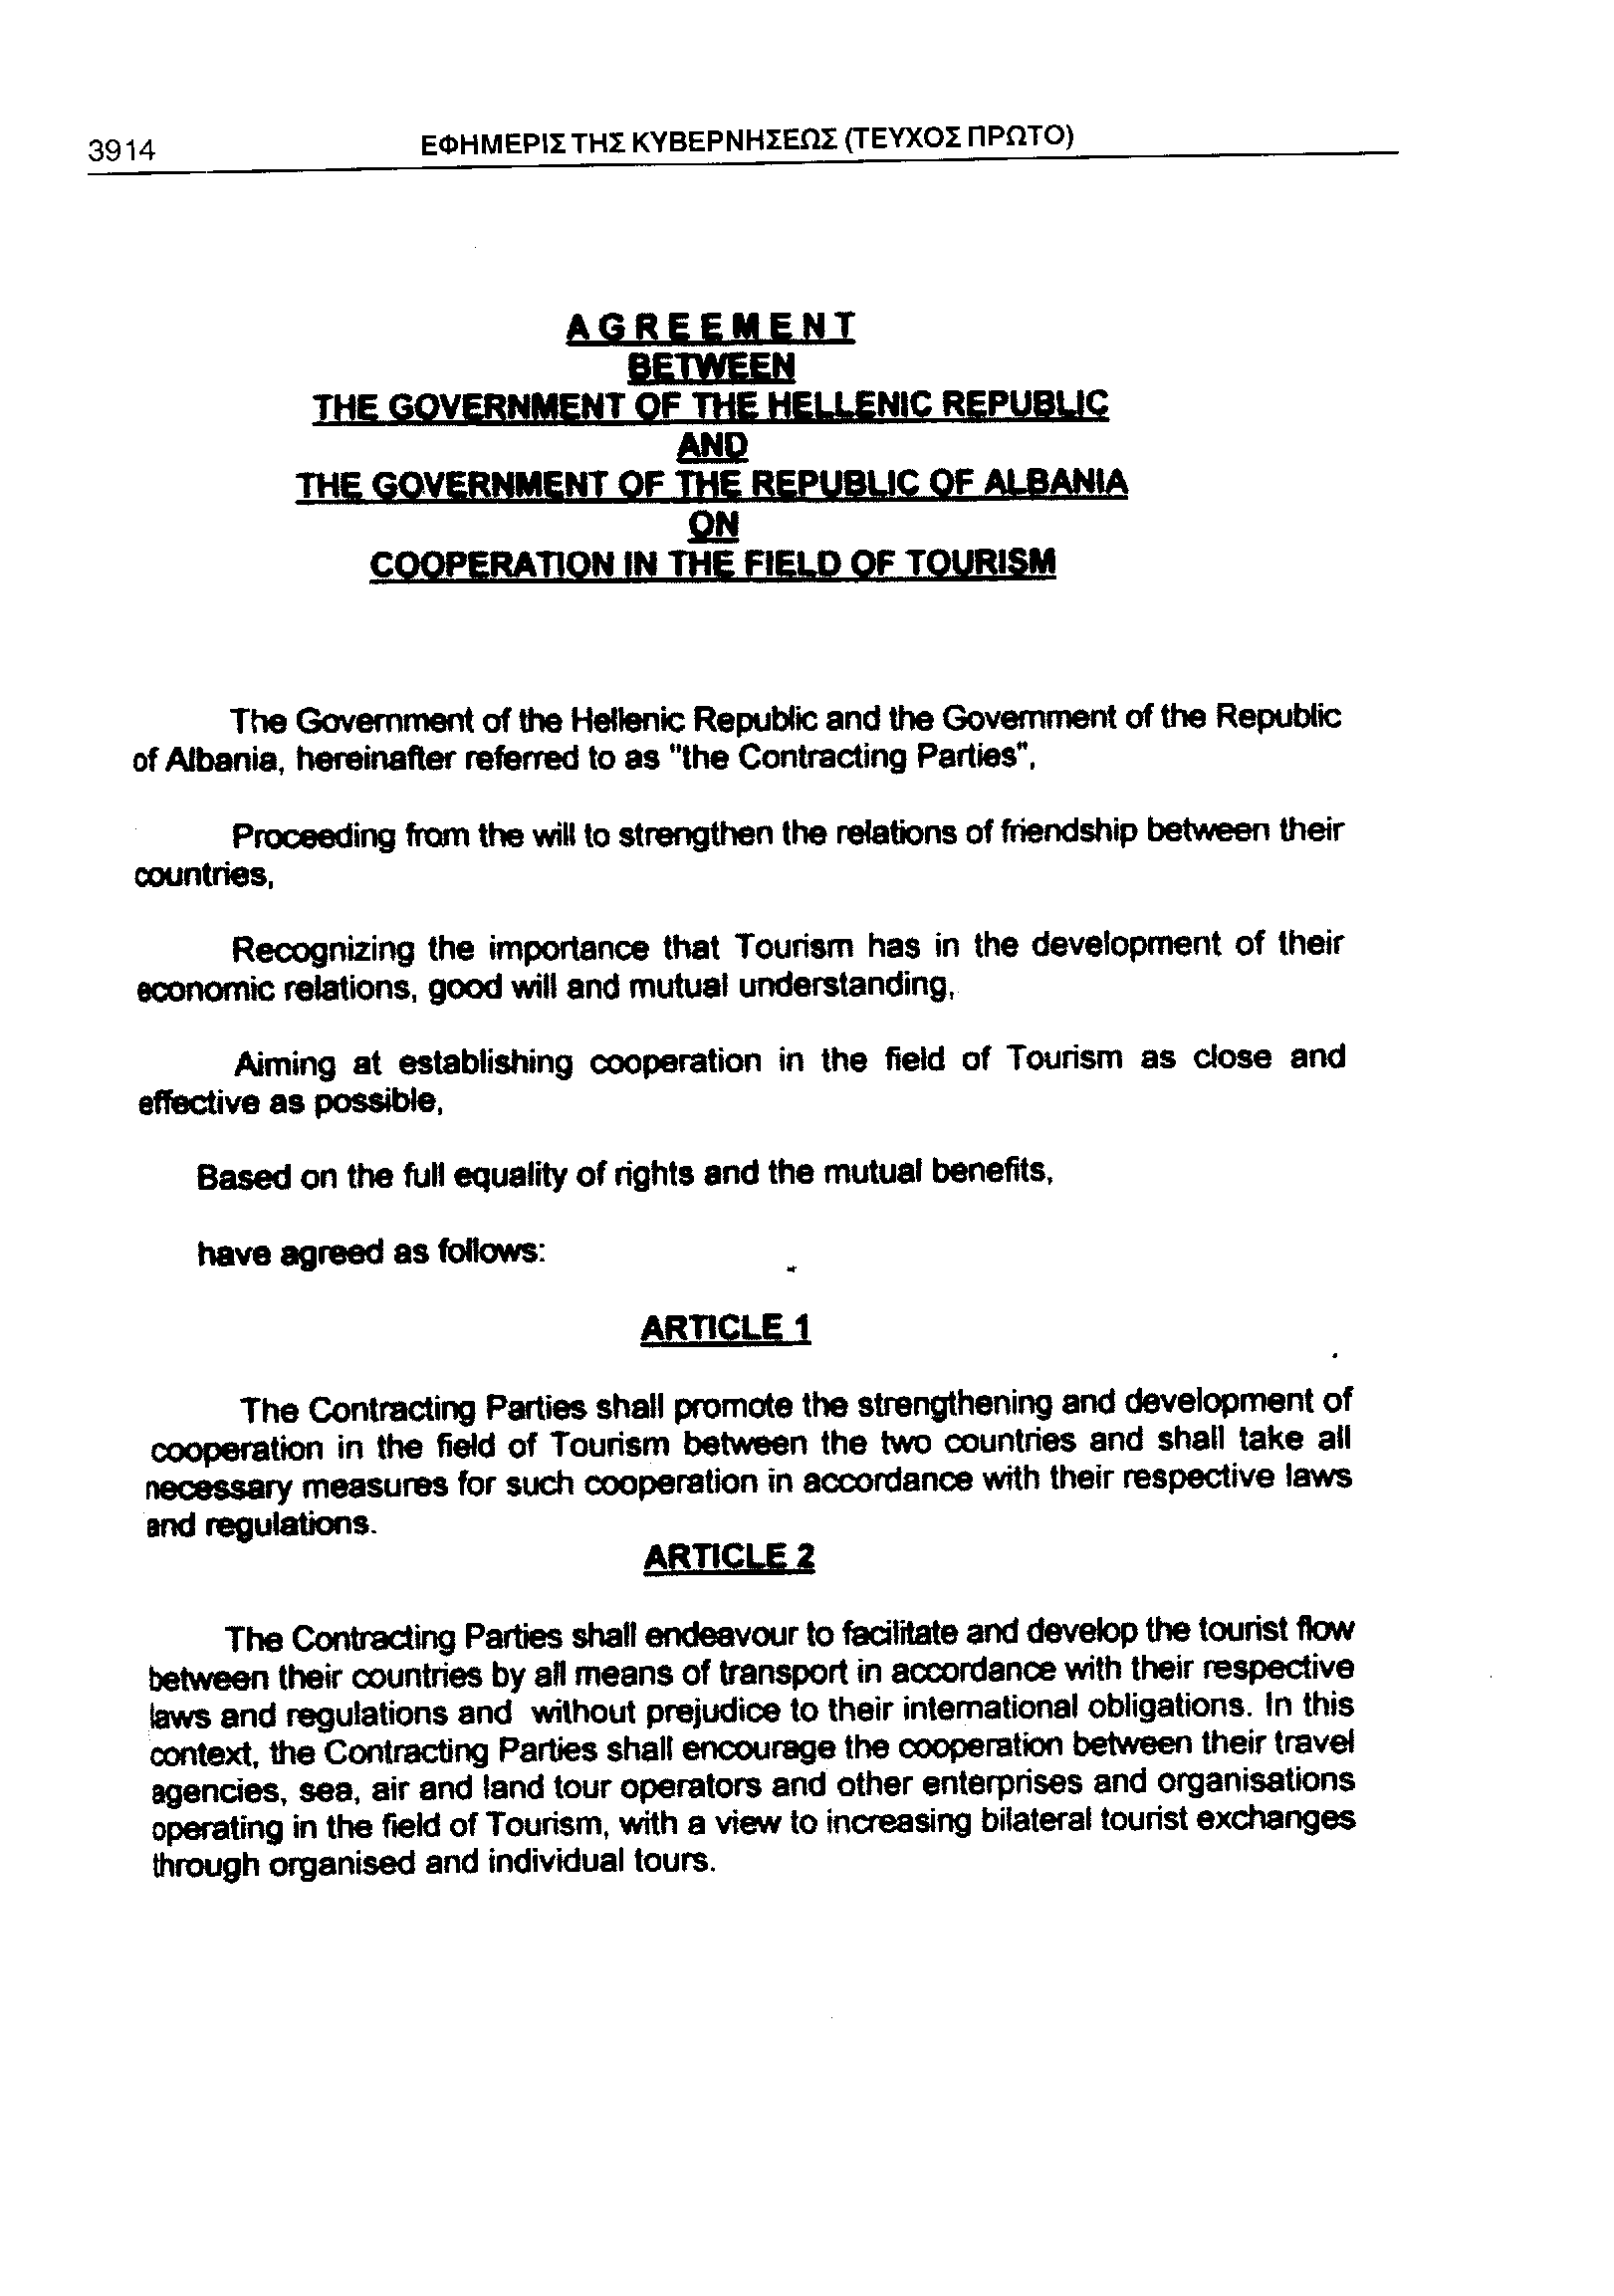 3914
ΕΦΗΜΕΡΙΣ ΤΗΣ ΚΥΒΕΡΝΗΣΕΩΣ (ΤΕΥΧΟΣ ΠΡΩΤΟ)
AGREEMENT
BETWEEN
THE GOVERNMENT OF THE HELLENIC REPUBLIC
AND
THE GOVERNMENT OF THE REPUBLIC OF ALBANIA
ON
COOPERATION IN THE FIELD OF TOURISM
The Government of the Hellenic Republic and the Government of the Republic
of Albania, hereinafter referred to as "the Contracting Parties",
Proceeding from the will to strengthen the relations of friendship between their
countries,
Recognizing the importance that Tourism has in the development of their
economic relations, good will and mutual understanding,
Aiming at establishing cooperation in the field of Tourism as close and
effective as possible,
Based on the full equality of rights and the mutual benefits,
have agreed as follows:
ARTICLE 1
The Contracting Parties shall promote the strengthening and development of
cooperation in the field of Tourism between the two countries and shall take all
necessary measures for such cooperation in accordance with their respective laws
and regulations.
ARTICLE 2
The Contracting Parties shall endeavour to facilitate and develop the tourist flow
between their countries by all means of transport in accordance with their respective
laws and regulations and without prejudice to their international obligations. In this
context, the Contracting Parties shall encourage the cooperation between their travel
agencies, sea, air and land tour operators and other enterprises and organisations
operating in the field of Tourism, with a view to increasing bilateral tourist exchanges
through organised and individual tours.